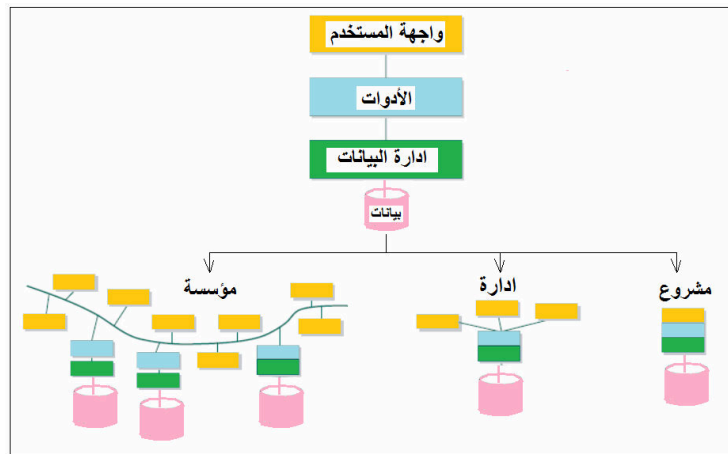 واجهة المستخدم
الأدوات
ادارة البيانات
بيانات
مشروع
ادارة
مؤسسة